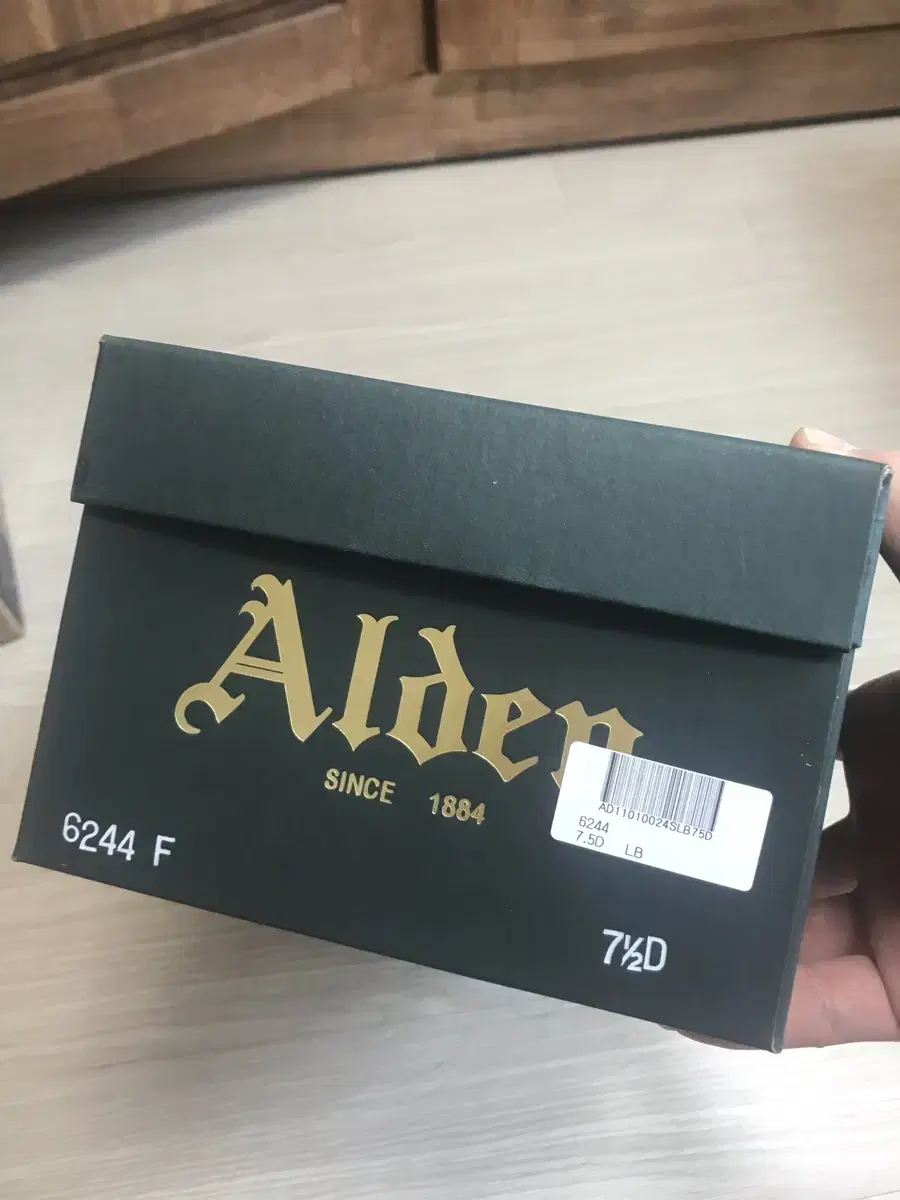 Alden
SINCE 1884
AD11010024SLB75D
6244
7.5D LB
6244 F
7½D